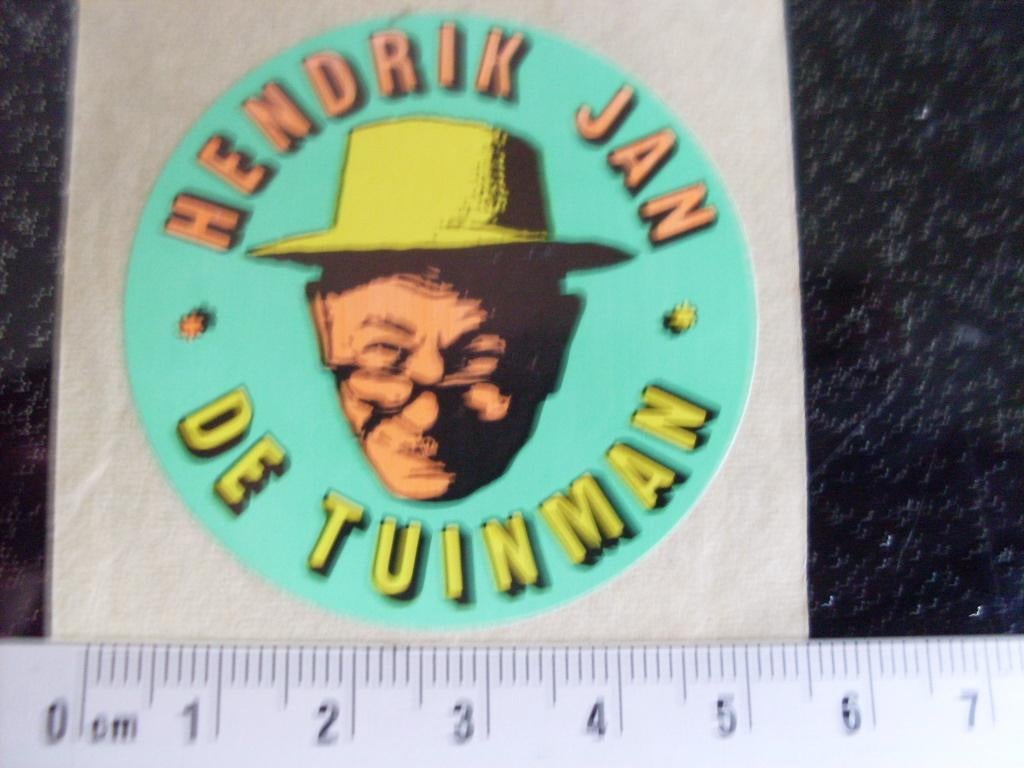 HENDRIK JAN
DE TUINMAN
0 cm 1 2 3 4 5 6 7